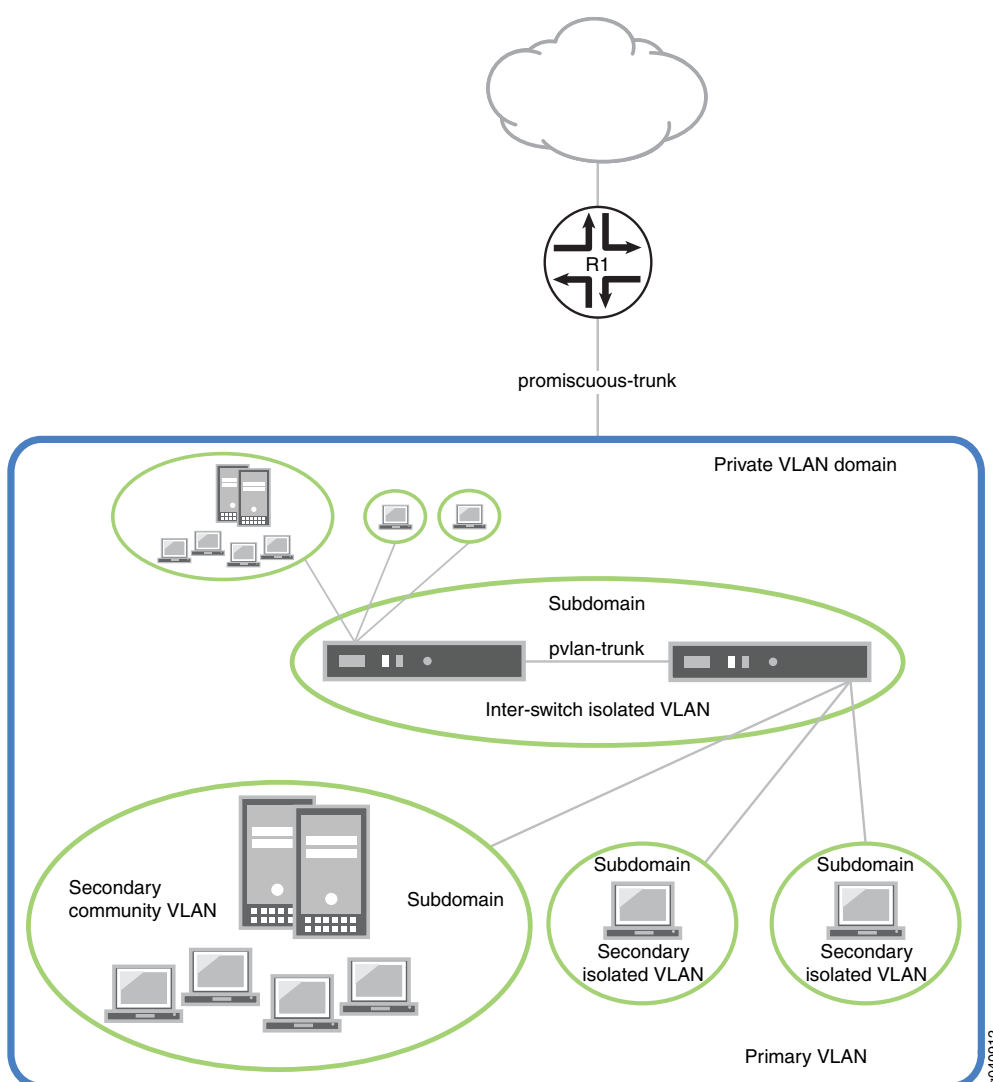 R1
promiscuous-trunk
Private VLAN domain
Subdomain
pvlan-trunk
Inter-switch isolated VLAN
Secondary
community VLAN
Subdomain
Subdomain
Secondary
isolated VLAN
Subdomain
Secondary
isolated VLAN
Primary VLAN